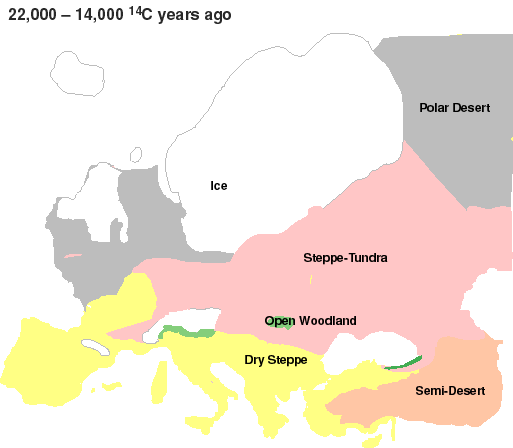 22,000 – 14,000 ¹⁴C years ago
Polar Desert
Ice
Steppe-Tundra
Open Woodland
Dry Steppe
Semi-Desert